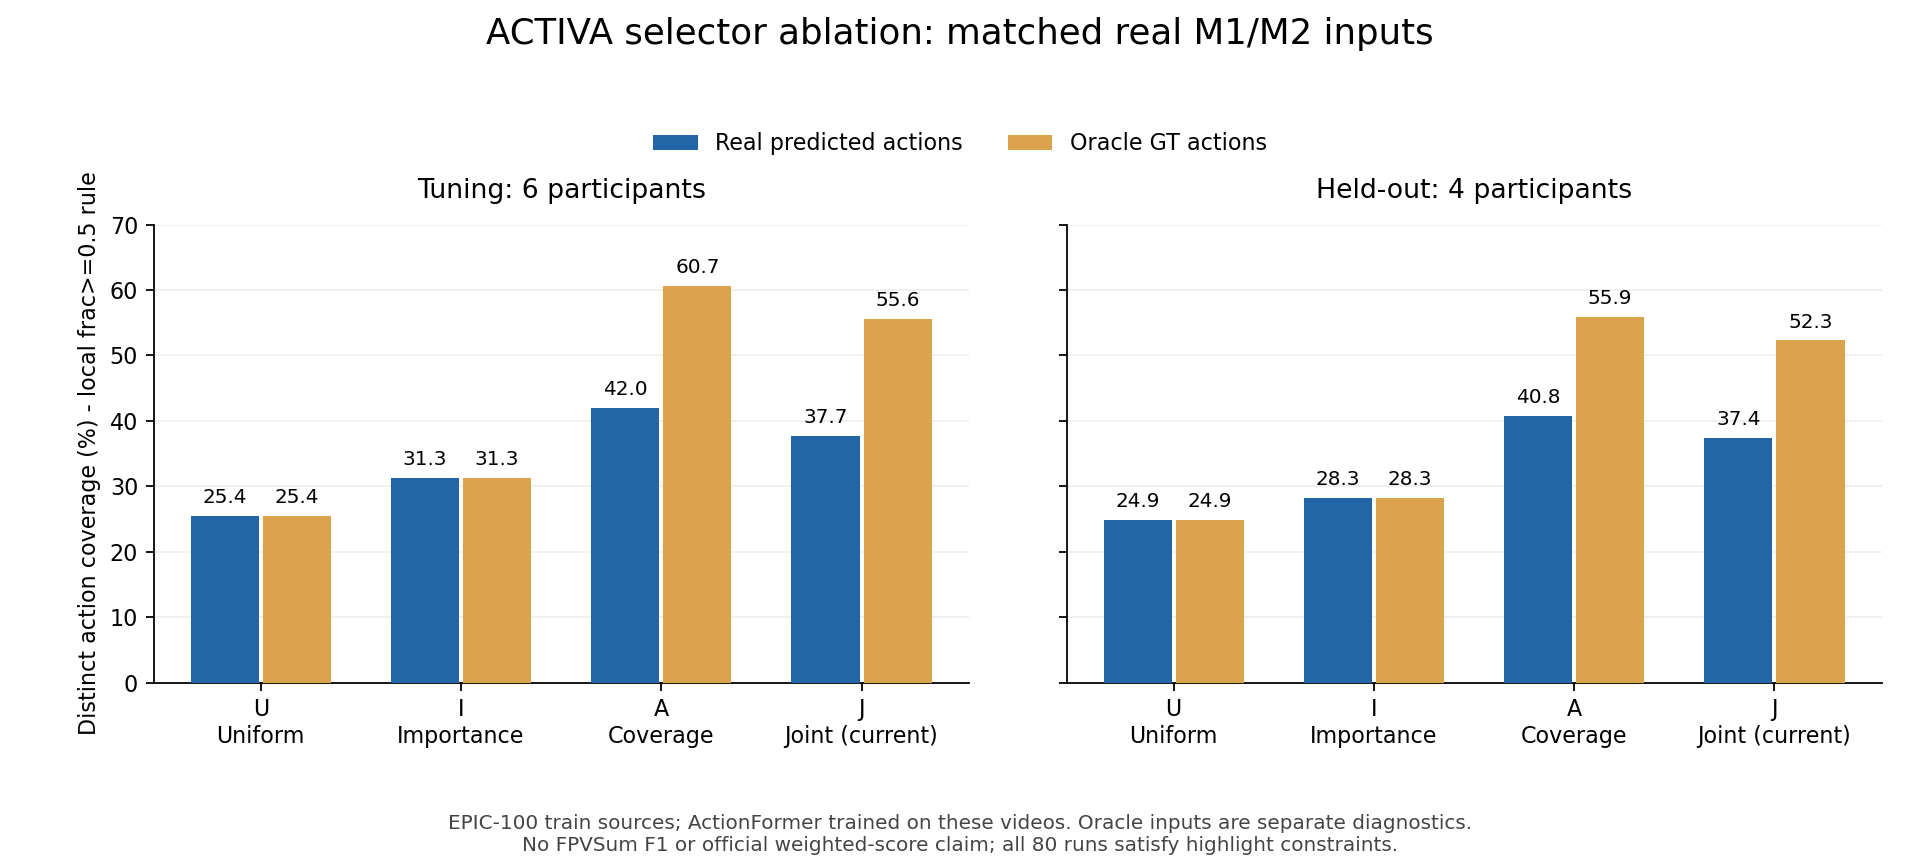 ACTIVA selector ablation: matched real M1/M2 inputs
Real predicted actions
Oracle GT actions
Distinct action coverage (%) - local frac>=0.5 rule
Tuning: 6 participants
70
60
50
40
30
20
10
0
25.4
25.4
31.3
31.3
42.0
60.7
37.7
55.6
U
Uniform
I
Importance
A
Coverage
J
Joint (current)
Held-out: 4 participants
24.9
24.9
28.3
28.3
40.8
55.9
37.4
52.3
U
Uniform
I
Importance
A
Coverage
J
Joint (current)
EPIC-100 train sources; ActionFormer trained on these videos. Oracle inputs are separate diagnostics.
No FPVSum F1 or official weighted-score claim; all 80 runs satisfy highlight constraints.